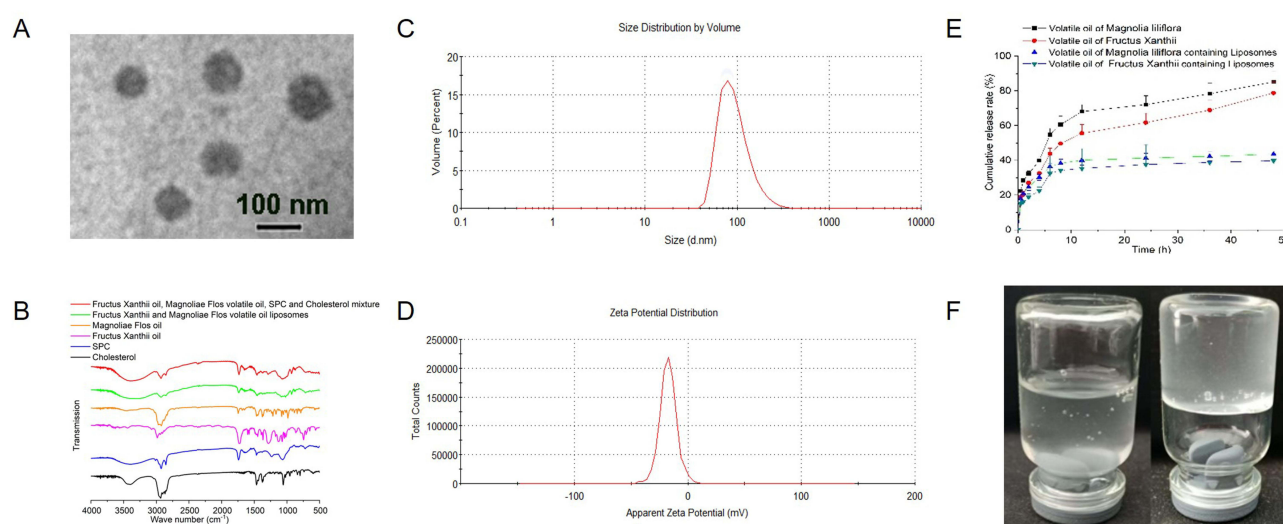 A
100 nm
B
Fructus Xanthii oil, Magnoliae Flos volatile oil, SPC and Cholesterol mixture
Fructus Xanthii and Magnoliae Flos volatile oil liposomes
Magnoliae Flos oil
Fructus Xanthii oil
SPC
Cholesterol
Transmission
4000 3500 3000 2500 2000 1500 1000 500
Wave number (cm⁻¹)
C
Size Distribution by Volume
Volume (Percent)
20
15
10
5
0
0.1 1 10 100 1000 10000
Size (d.nm)
D
Zeta Potential Distribution
Total Counts
250000
200000
150000
100000
50000
0
-100 0 100 200
Apparent Zeta Potential (mV)
E
Volatile oil of Magnolia liliflora
Volatile oil of Fructus Xanthii
Volatile oil of Magnolia liliflora containing Liposomes
Volatile oil of Fructus Xanthii containing Liposomes
Cumulative release rate (%)
100
80
60
40
20
0
0 10 20 30 40 50
Time (h)
F